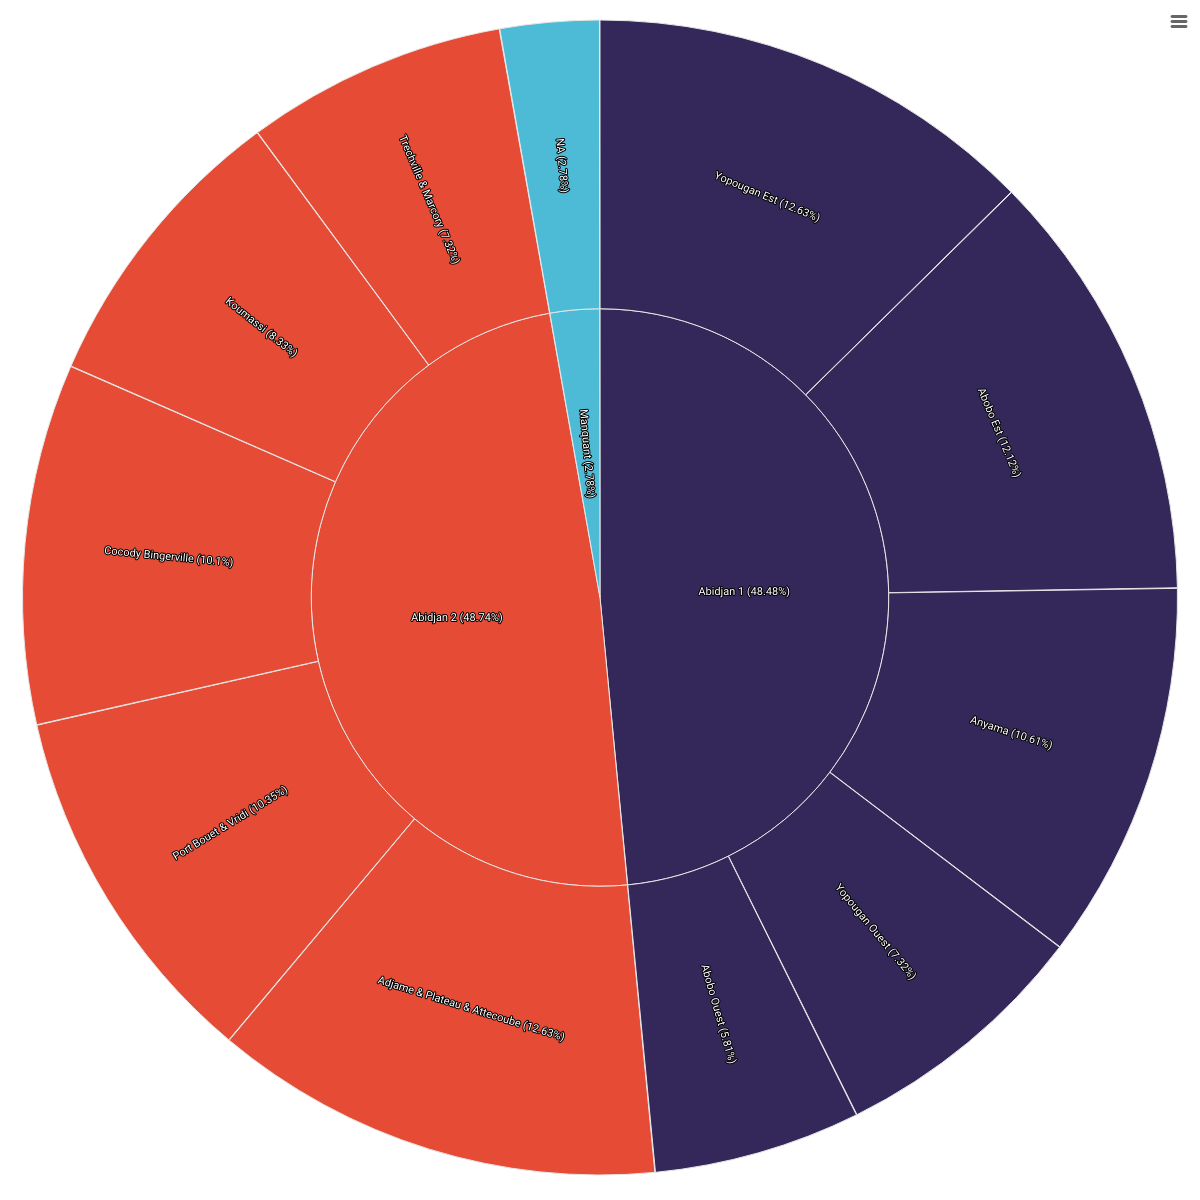 Yopougan Est (12.63%)
Abobo Est (12.12%)
Anyama (10.61%)
Yopougan Ouest (7.32%)
Abobo Ouest (5.81%)
Adjame & Plateau & Attecoube (12.63%)
Port Bouet & Vridi (10.35%)
Cocody Bingerville (10.1%)
Koumassi (8.33%)
Treichville & Marcory (7.32%)
NA (2.78%)
Manquant (2.78%)
Abidjan 1 (48.48%)
Abidjan 2 (48.74%)